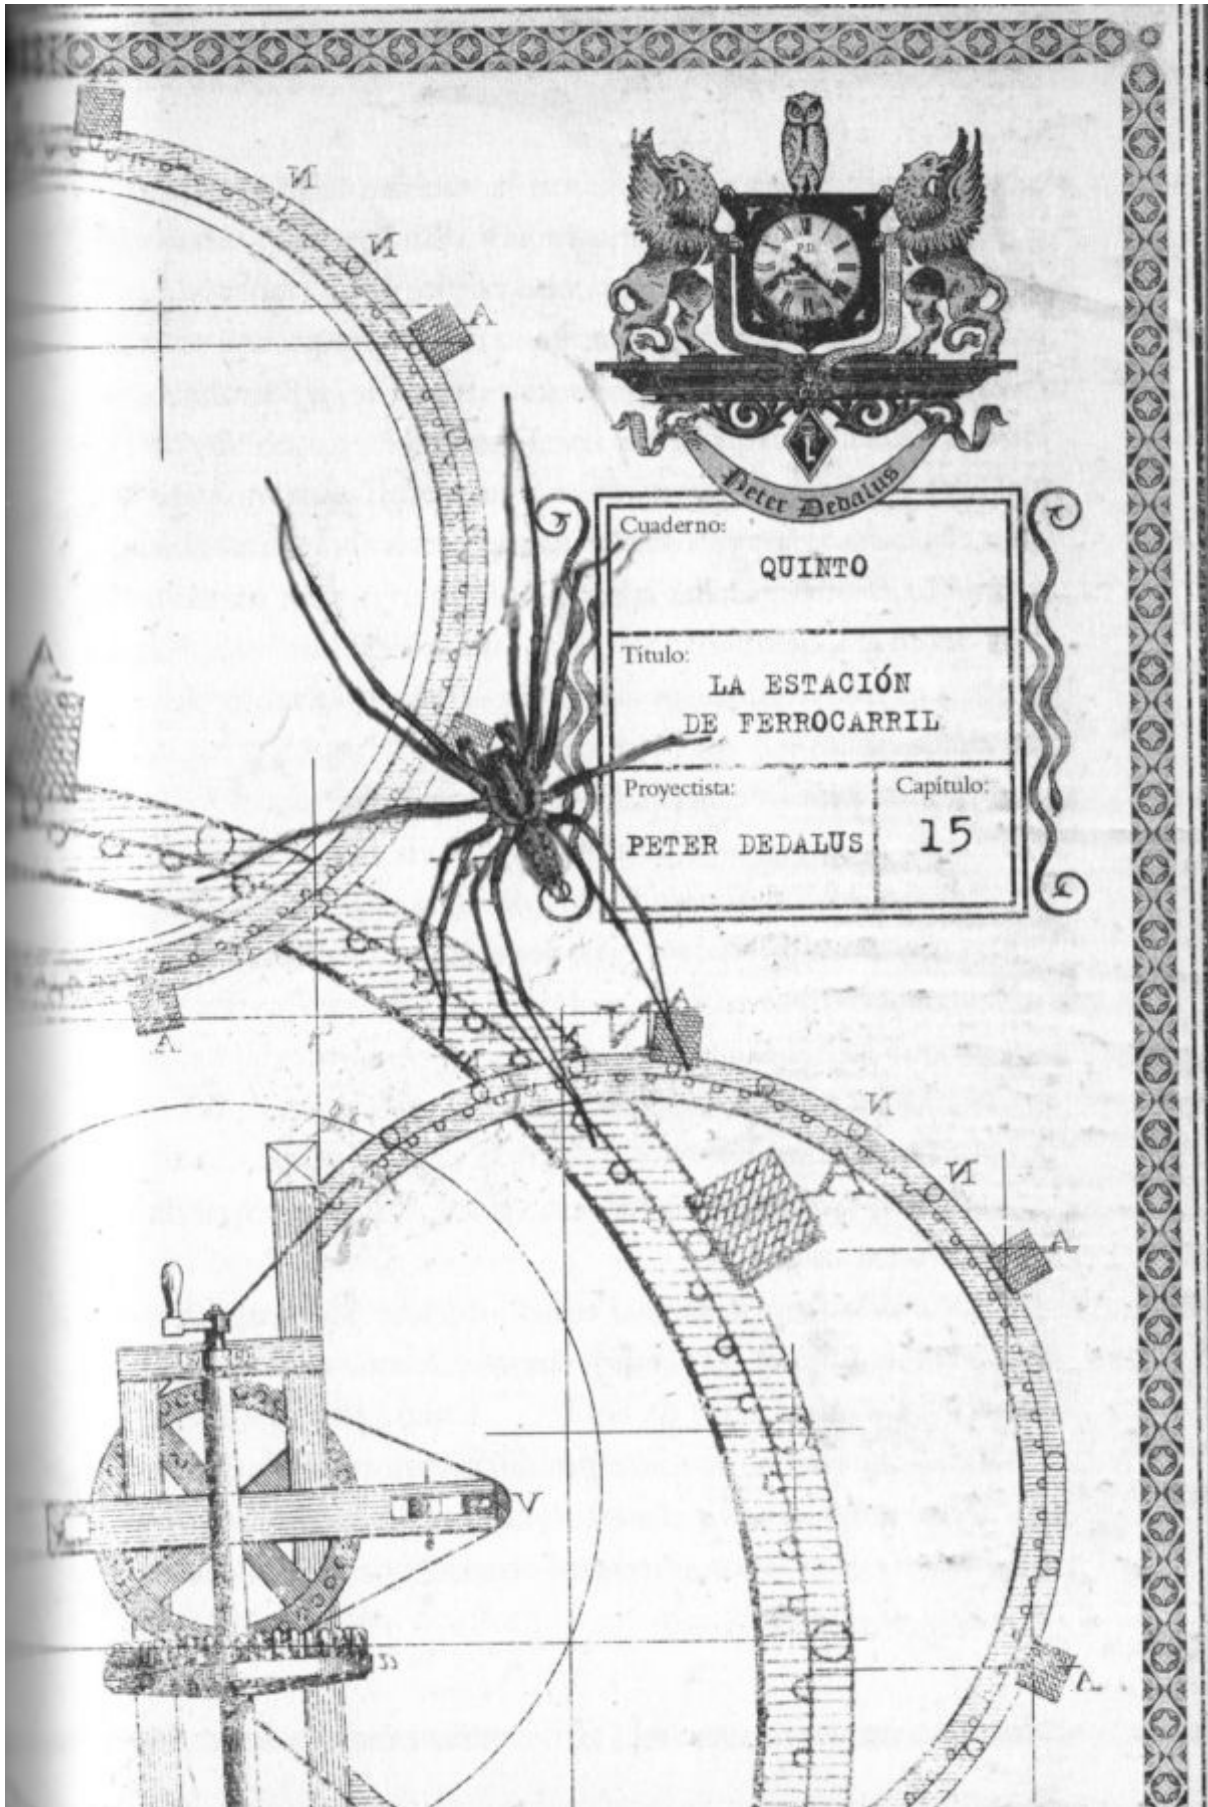 N
N
A
P.D.
Peter Dedalus
Cuaderno:
QUINTO
Título:
LA ESTACIÓN
DE FERROCARRIL
Proyectista:
PETER DEDALUS
Capítulo:
15
A
A
A
N
N
A
V
A